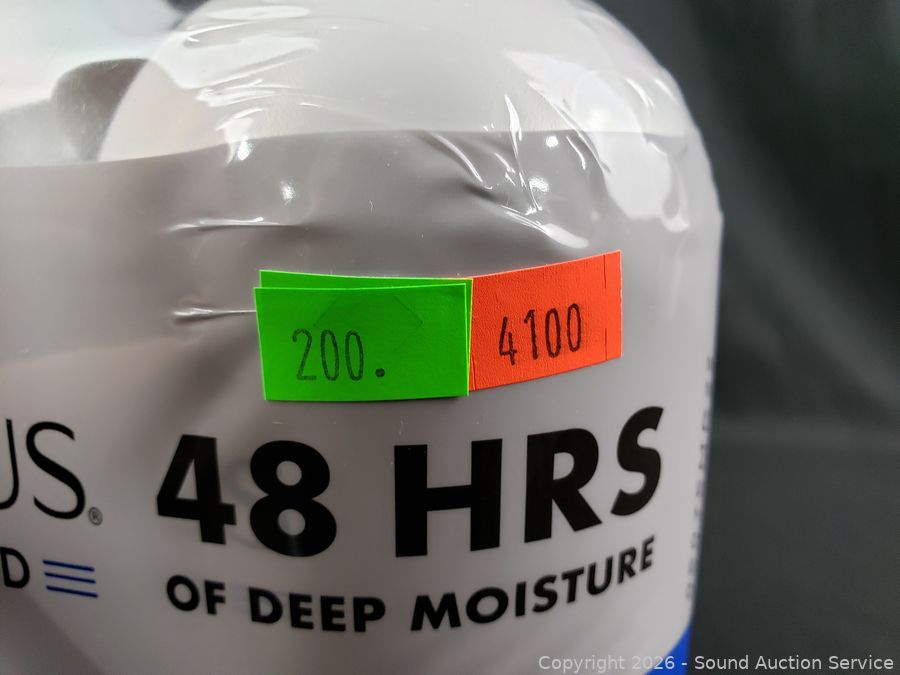 200.
4100
US®
48 HRS
D
OF DEEP MOISTURE
Copyright 2026 - Sound Auction Service